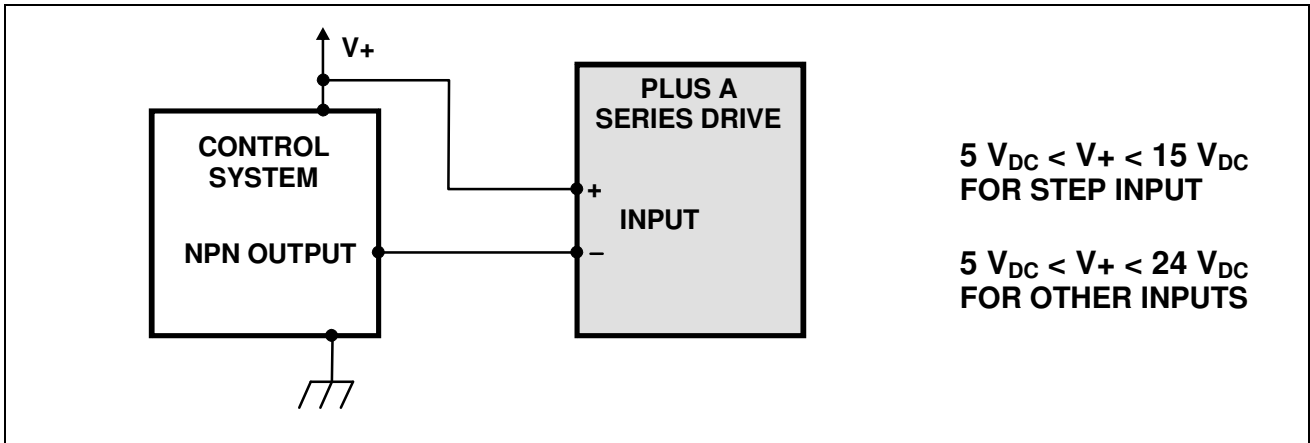 V+
CONTROL
SYSTEM
NPN OUTPUT
PLUS A
SERIES DRIVE
+
INPUT
−
5 VDC < V+ < 15 VDC
FOR STEP INPUT
5 VDC < V+ < 24 VDC
FOR OTHER INPUTS